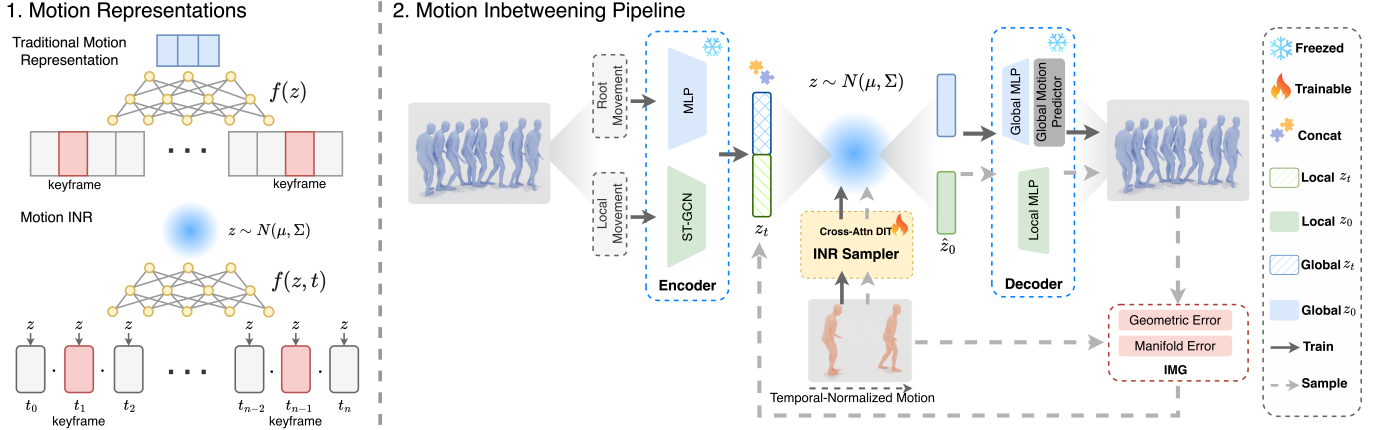 1. Motion Representations
Traditional Motion
Representation
f(z)
keyframe
keyframe
Motion INR
z ∼ N(μ, Σ)
f(z, t)
z z z z z z
t₀ t₁ t₂ tₙ₋₂ tₙ₋₁ tₙ
keyframe keyframe
2. Motion Inbetweening Pipeline
Root
Movement
Local
Movement
MLP
ST-GCN
Encoder
z_t
z ∼ N(μ, Σ)
Cross-Attn DIT
INR Sampler
Temporal-Normalized Motion
ẑ₀
Global MLP
Global Motion
Predictor
Local MLP
Decoder
Geometric Error
Manifold Error
IMG
Freezed
Trainable
Concat
Local z_t
Local z₀
Global z_t
Global z₀
Train
Sample